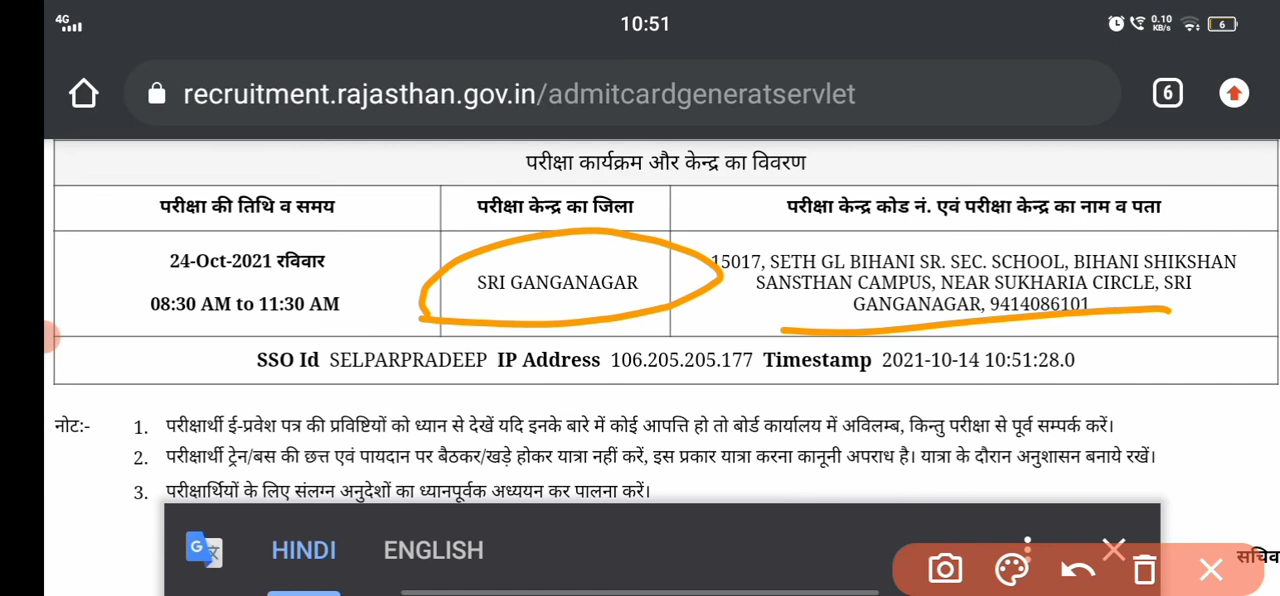 4G 10:51 0.10 KB/s 6
recruitment.rajasthan.gov.in/admitcardgeneratservlet 6
परीक्षा कार्यक्रम और केन्द्र का विवरण
परीक्षा की तिथि व समय परीक्षा केन्द्र का जिला परीक्षा केन्द्र कोड नं. एवं परीक्षा केन्द्र का नाम व पता
24-Oct-2021 रविवार
08:30 AM to 11:30 AM
SRI GANGANAGAR
15017, SETH GL BIHANI SR. SEC. SCHOOL, BIHANI SHIKSHAN
SANSTHAN CAMPUS, NEAR SUKHARIA CIRCLE, SRI
GANGANAGAR, 9414086101
SSO Id SELPARPRADEEP IP Address 106.205.205.177 Timestamp 2021-10-14 10:51:28.0
नोट:- 1. परीक्षार्थी ई-प्रवेश पत्र की प्रविष्टियों को ध्यान से देखें यदि इनके बारे में कोई आपत्ति हो तो बोर्ड कार्यालय में अविलम्ब, किन्तु परीक्षा से पूर्व सम्पर्क करें।
2. परीक्षार्थी ट्रेन/बस की छत्त एवं पायदान पर बैठकर/खड़े होकर यात्रा नहीं करें, इस प्रकार यात्रा करना कानूनी अपराध है। यात्रा के दौरान अनुशासन बनाये रखें।
3. परीक्षार्थियों के लिए संलग्न अनुदेशों का ध्यानपूर्वक अध्ययन कर पालना करें।
G 文 HINDI ENGLISH
सचिव